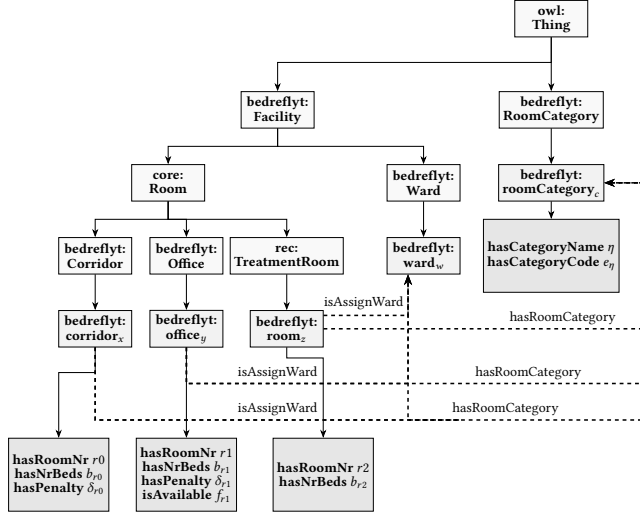 owl:
Thing
bedreflyt:
Facility
bedreflyt:
RoomCategory
core:
Room
bedreflyt:
Ward
bedreflyt:
roomCategory_c
bedreflyt:
Corridor
bedreflyt:
Office
rec:
TreatmentRoom
bedreflyt:
ward_w
hasCategoryName η
hasCategoryCode e_η
isAssignWard
bedreflyt:
corridor_x
bedreflyt:
office_y
bedreflyt:
room_z
hasRoomCategory
isAssignWard
hasRoomCategory
isAssignWard
hasRoomCategory
hasRoomNr r0
hasNrBeds b_r0
hasPenalty δ_r0
hasRoomNr r1
hasNrBeds b_r1
hasPenalty δ_r1
isAvailable f_r1
hasRoomNr r2
hasNrBeds b_r2